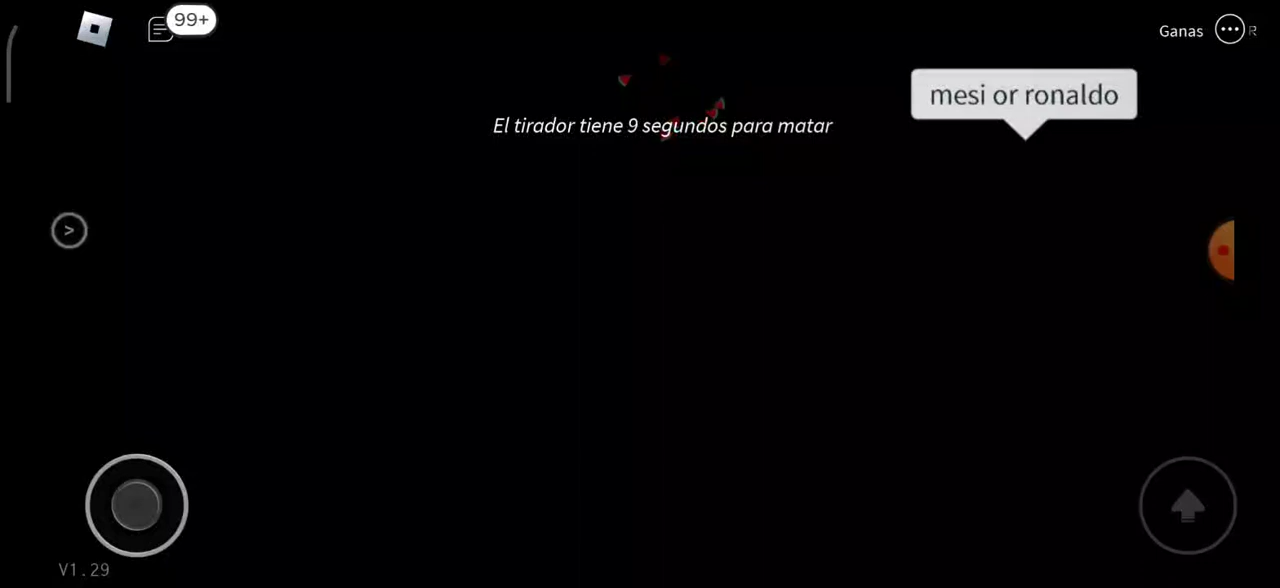 99+
Ganas
R
mesi or ronaldo
El tirador tiene 9 segundos para matar
>
V1.29